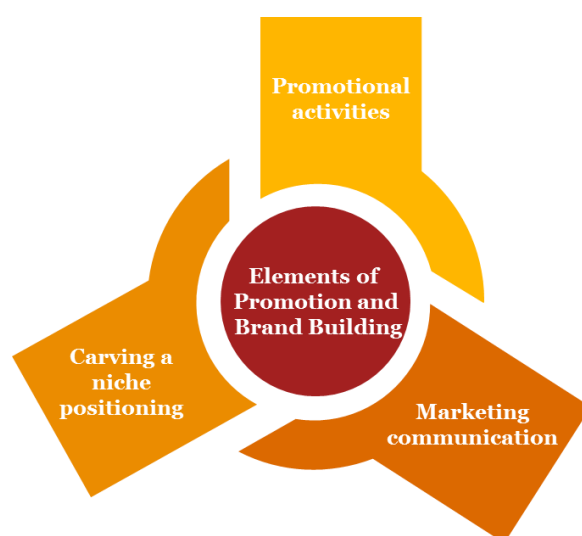 Promotional
activities
Elements of
Promotion and
Brand Building
Carving a
niche
positioning
Marketing
communication